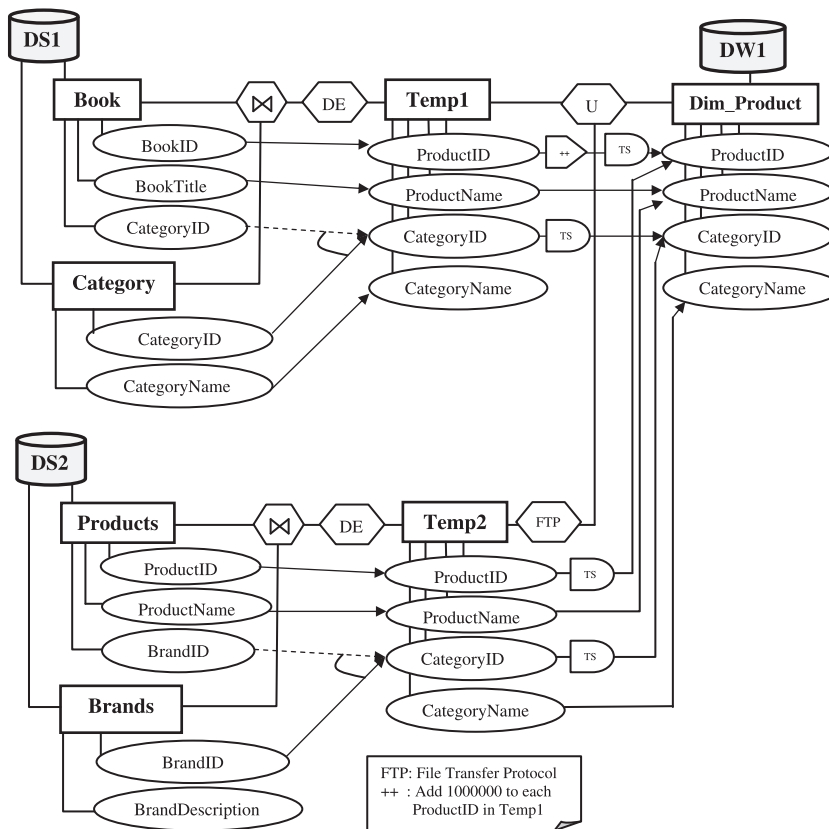 DS1
DW1
Book
DE
Temp1
U
Dim_Product
BookID
ProductID
++
TS
ProductID
BookTitle
ProductName
ProductName
CategoryID
CategoryID
TS
CategoryID
Category
CategoryName
CategoryName
CategoryID
CategoryName
DS2
Products
DE
Temp2
FTP
ProductID
ProductID
TS
ProductName
ProductName
BrandID
CategoryID
TS
Brands
CategoryName
BrandID
BrandDescription
FTP: File Transfer Protocol
++ : Add 1000000 to each
ProductID in Temp1